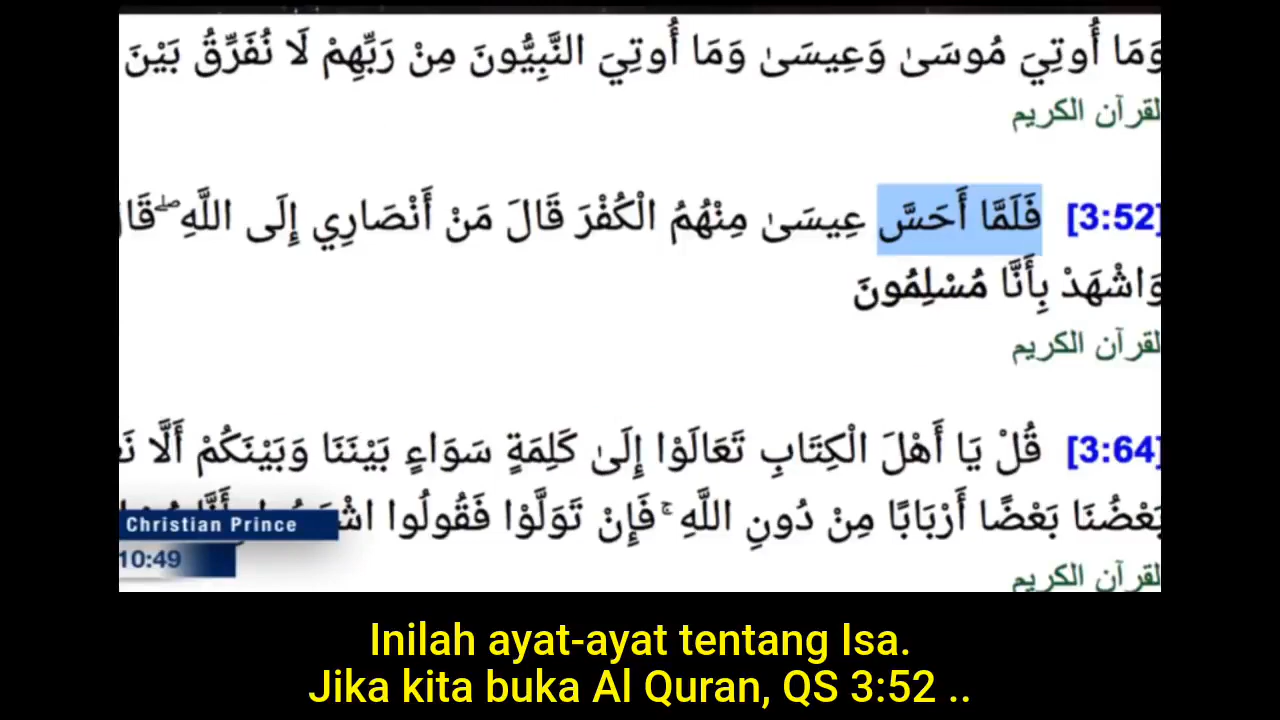 وَمَا أُوتِيَ مُوسَىٰ وَعِيسَىٰ وَمَا أُوتِيَ النَّبِيُّونَ مِنْ رَبِّهِمْ لَا نُفَرِّقُ بَيْنَ
القرآن الكريم
[3:52] فَلَمَّا أَحَسَّ عِيسَىٰ مِنْهُمُ الْكُفْرَ قَالَ مَنْ أَنْصَارِي إِلَى اللَّهِ ۖ
وَاشْهَدْ بِأَنَّا مُسْلِمُونَ
القرآن الكريم
[3:64] قُلْ يَا أَهْلَ الْكِتَابِ تَعَالَوْا إِلَىٰ كَلِمَةٍ سَوَاءٍ بَيْنَنَا وَبَيْنَكُمْ أَلَّا
بَعْضُنَا بَعْضًا أَرْبَابًا مِنْ دُونِ اللَّهِ ۚ فَإِنْ تَوَلَّوْا فَقُولُوا
القرآن الكريم
Christian Prince
10:49
Inilah ayat-ayat tentang Isa.
Jika kita buka Al Quran, QS 3:52 ..